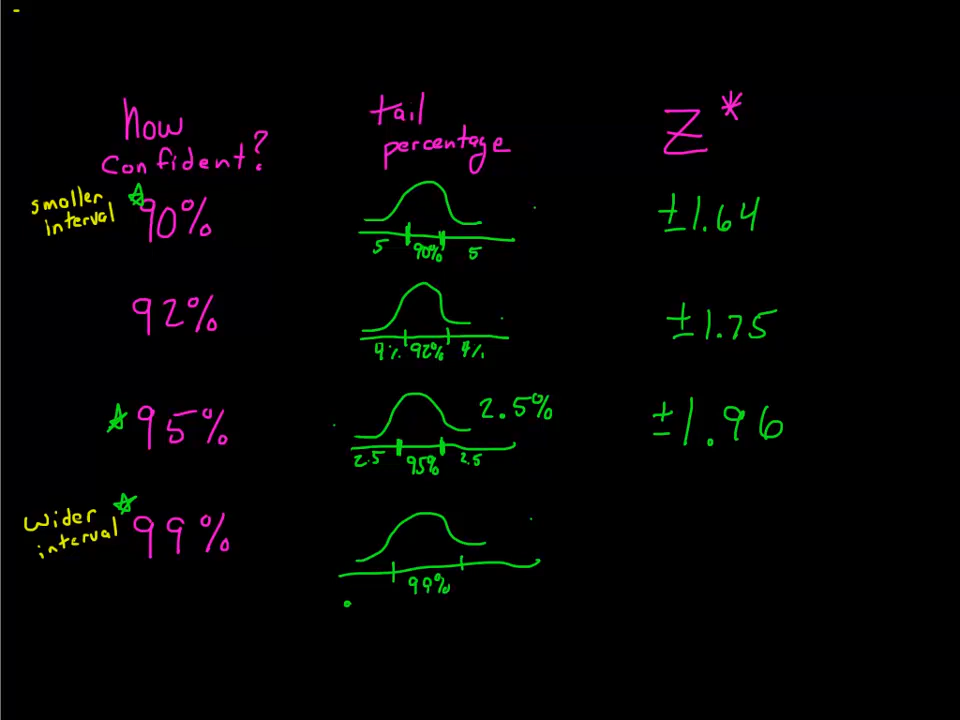 how confident?
tail percentage
Z*
smaller interval
90%
5 90% 5
±1.64
92%
4% 92% 4%
±1.75
95%
2.5%
2.5 95% 2.5
±1.96
wider interval
99%
99%